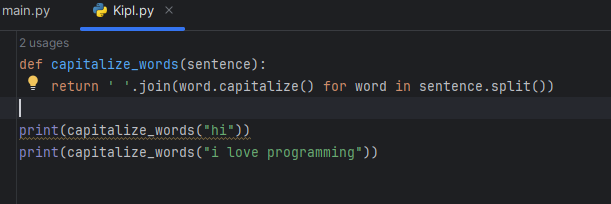 main.py Kipl.py
2 usages
def capitalize_words(sentence):
    return ' '.join(word.capitalize() for word in sentence.split())
print(capitalize_words("hi"))
print(capitalize_words("i love programming"))